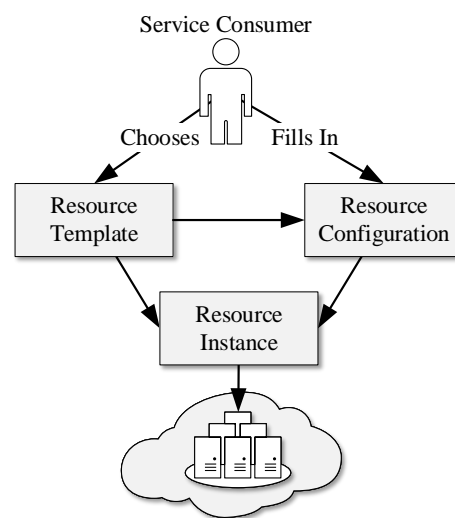 Service Consumer
Chooses
Fills In
Resource
Template
Resource
Configuration
Resource
Instance